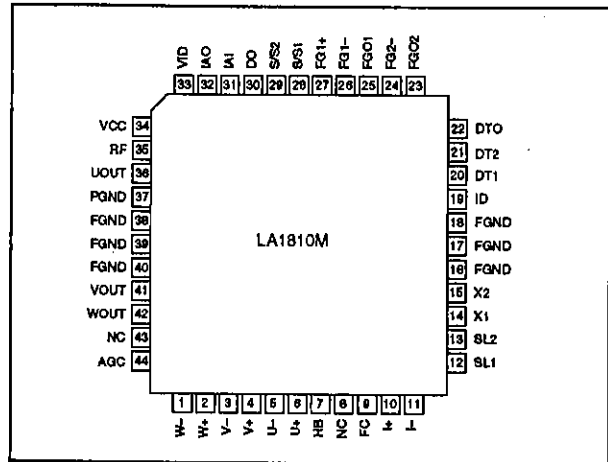 VID IAO IAI DO S/S2 S/S1 FG1+ FG1- FGO1 FG2- FGO2
33 32 31 30 29 28 27 26 25 24 23
VCC 34
RF 35
UOUT 36
PGND 37
FGND 38
FGND 39
FGND 40
VOUT 41
WOUT 42
NC 43
AGC 44
LA1810M
22 DTO
21 DT2
20 DT1
19 ID
18 FGND
17 FGND
16 FGND
15 X2
14 X1
13 SL2
12 SL1
1 2 3 4 5 6 7 8 9 10 11
W- W+ V- V+ U- U+ HB NC FC I+ I-